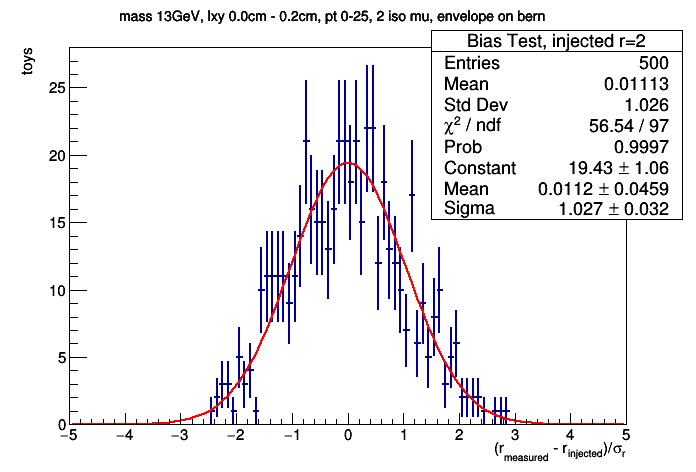 mass 13GeV, lxy 0.0cm - 0.2cm, pt 0-25, 2 iso mu, envelope on bern
Bias Test, injected r=2
Entries 500
Mean 0.01113
Std Dev 1.026
χ² / ndf 56.54 / 97
Prob 0.9997
Constant 19.43 ± 1.06
Mean 0.0112 ± 0.0459
Sigma 1.027 ± 0.032
toys
25
20
15
10
5
0
−5 −4 −3 −2 −1 0 1 2 3 4 5
(r_measured - r_injected)/σ_r